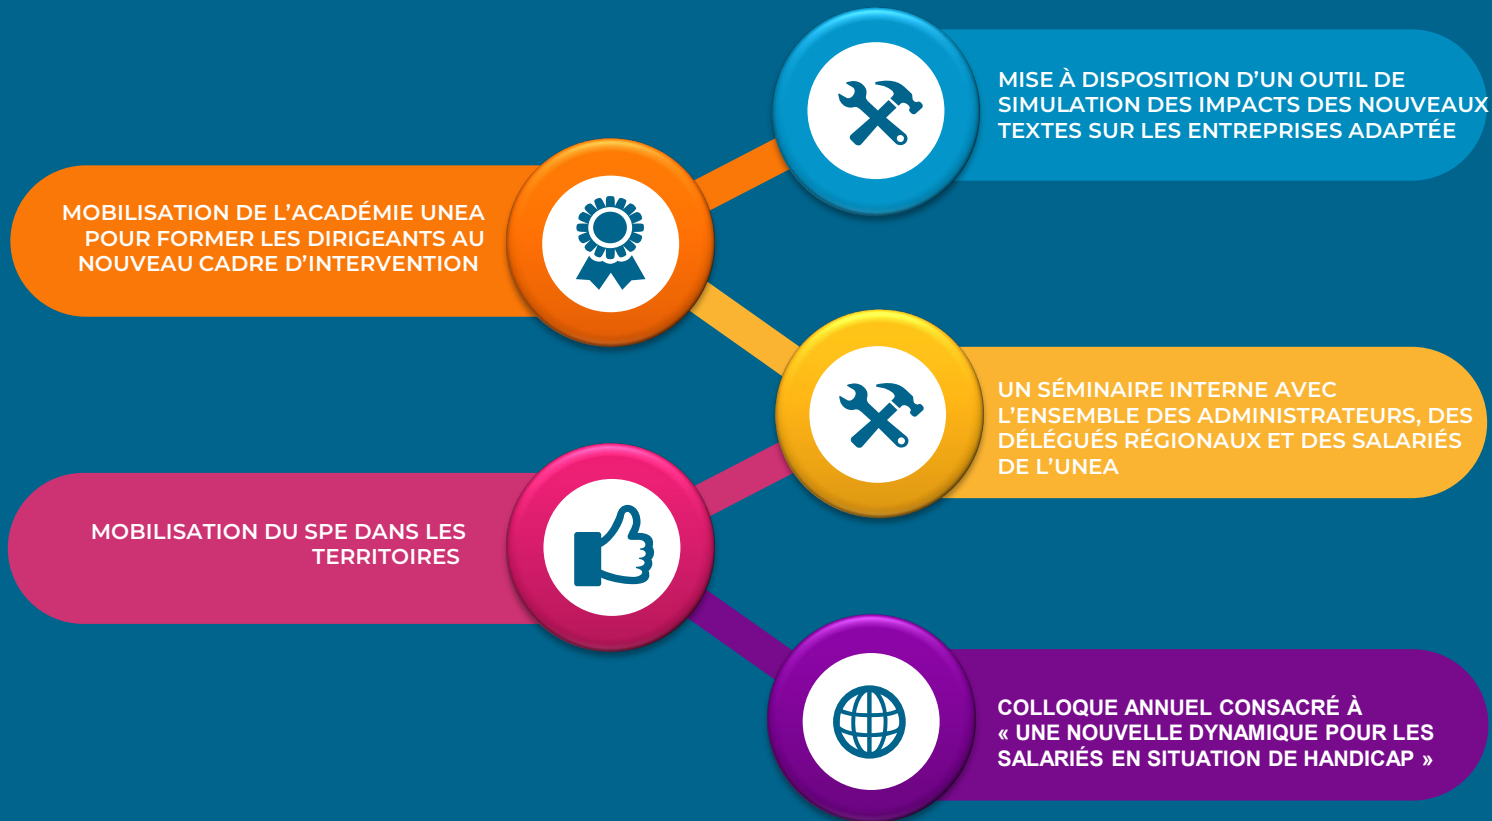 MISE À DISPOSITION D’UN OUTIL DE
SIMULATION DES IMPACTS DES NOUVEAUX
TEXTES SUR LES ENTREPRISES ADAPTÉE
MOBILISATION DE L’ACADÉMIE UNEA
POUR FORMER LES DIRIGEANTS AU
NOUVEAU CADRE D’INTERVENTION
UN SÉMINAIRE INTERNE AVEC
L’ENSEMBLE DES ADMINISTRATEURS, DES
DÉLÉGUÉS RÉGIONAUX ET DES SALARIÉS
DE L’UNEA
MOBILISATION DU SPE DANS LES
TERRITOIRES
COLLOQUE ANNUEL CONSACRÉ À
« UNE NOUVELLE DYNAMIQUE POUR LES
SALARIÉS EN SITUATION DE HANDICAP »